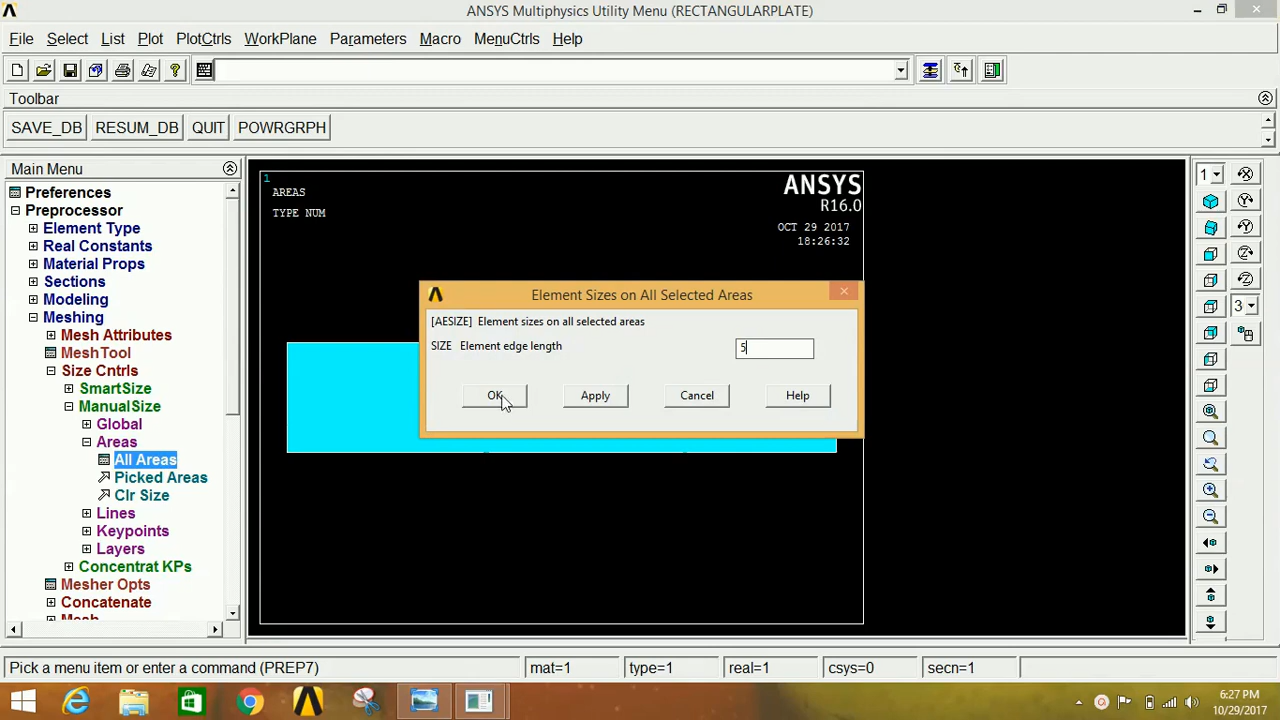 ANSYS Multiphysics Utility Menu (RECTANGULARPLATE)
File Select List Plot PlotCtrls WorkPlane Parameters Macro MenuCtrls Help
Toolbar
SAVE_DB RESUM_DB QUIT POWRGRPH
Main Menu
Preferences
Preprocessor
Element Type
Real Constants
Material Props
Sections
Modeling
Meshing
Mesh Attributes
MeshTool
Size Cntrls
SmartSize
ManualSize
Global
Areas
All Areas
Picked Areas
Clr Size
Lines
Keypoints
Layers
Concentrat KPs
Mesher Opts
Concatenate
Mesh
1
AREAS
TYPE NUM
ANSYS
R16.0
OCT 29 2017
18:26:32
Element Sizes on All Selected Areas
[AESIZE] Element sizes on all selected areas
SIZE Element edge length 5
OK Apply Cancel Help
1
3
Pick a menu item or enter a command (PREP7) mat=1 type=1 real=1 csys=0 secn=1
6:27 PM
10/29/2017